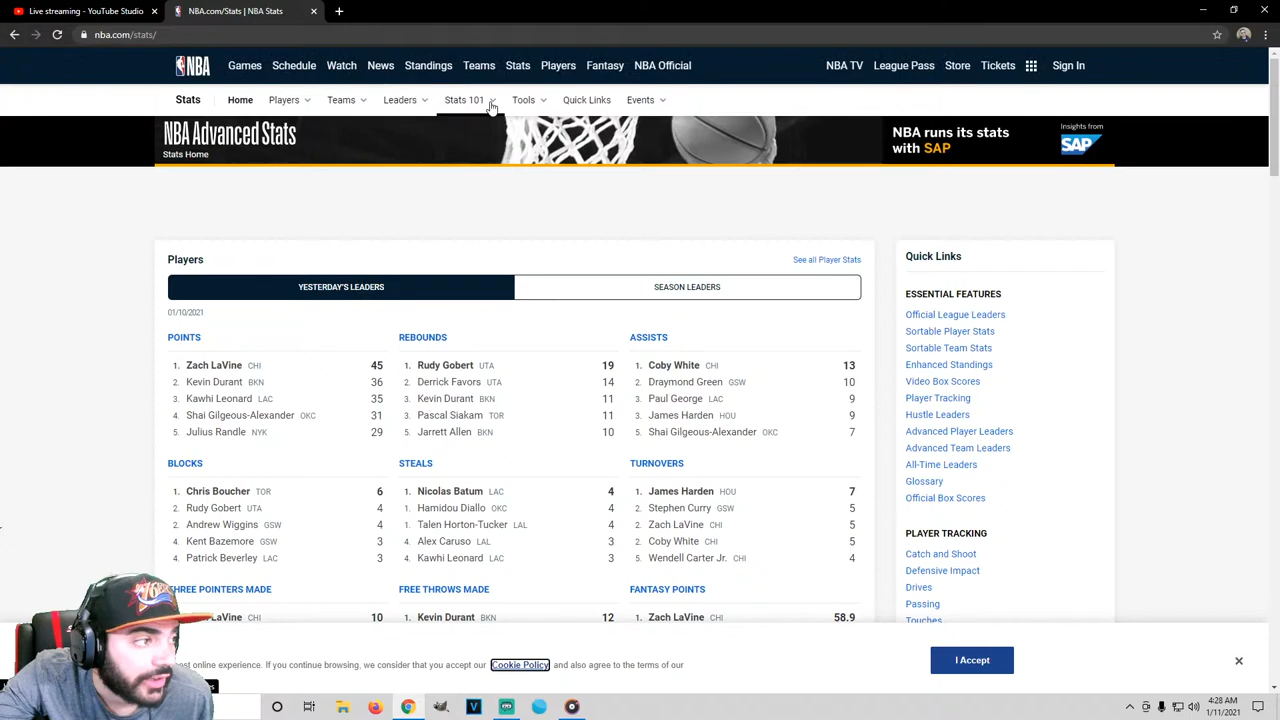 Live streaming - YouTube Studio
NBA Stats | NBA Stats
nba.com/stats/
NBA Games Schedule Watch News Standings Teams Stats Players Fantasy NBA Official NBA TV League Pass Store Tickets Sign In
Stats Home Players Teams Leaders Stats 101 Tools Quick Links Events
NBA Advanced Stats
Stats Home
NBA runs its stats
with SAP
Insights from
SAP
Players
See all Player Stats
YESTERDAY'S LEADERS
SEASON LEADERS
01/10/2021
POINTS
1. Zach LaVine CHI 45
2. Kevin Durant BKN 36
3. Kawhi Leonard LAC 35
4. Shai Gilgeous-Alexander OKC 31
5. Julius Randle NYK 29
REBOUNDS
1. Rudy Gobert UTA 19
2. Derrick Favors UTA 14
3. Kevin Durant BKN 11
3. Pascal Siakam TOR 11
5. Jarrett Allen BKN 10
ASSISTS
1. Coby White CHI 13
2. Draymond Green GSW 10
3. Paul George LAC 9
3. James Harden HOU 9
5. Shai Gilgeous-Alexander OKC 7
BLOCKS
1. Chris Boucher TOR 6
2. Rudy Gobert UTA 4
2. Andrew Wiggins GSW 4
4. Kent Bazemore GSW 3
4. Patrick Beverley LAC 3
STEALS
1. Nicolas Batum LAC 4
1. Hamidou Diallo OKC 4
1. Talen Horton-Tucker LAL 4
4. Alex Caruso LAL 3
4. Kawhi Leonard LAC 3
TURNOVERS
1. James Harden HOU 7
2. Stephen Curry GSW 5
2. Zach LaVine CHI 5
2. Coby White CHI 5
5. Wendell Carter Jr. CHI 4
THREE POINTERS MADE
LaVine CHI 10
FREE THROWS MADE
1. Kevin Durant BKN 12
FANTASY POINTS
1. Zach LaVine CHI 58.9
Quick Links
ESSENTIAL FEATURES
Official League Leaders
Sortable Player Stats
Sortable Team Stats
Enhanced Standings
Video Box Scores
Player Tracking
Hustle Leaders
Advanced Player Leaders
Advanced Team Leaders
All-Time Leaders
Glossary
Official Box Scores
PLAYER TRACKING
Catch and Shoot
Defensive Impact
Drives
Passing
Touches
online experience. If you continue browsing, we consider that you accept our Cookie Policy and also agree to the terms of our
I Accept
4:28 AM
1/11/2021